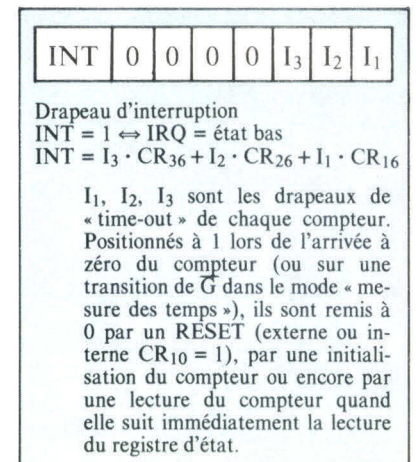 INT 0 0 0 0 I₃ I₂ I₁
Drapeau d'interruption
INT = 1 ⇔ IRQ = état bas
INT = I₃ · CR₃₆ + I₂ · CR₂₆ + I₁ · CR₁₆
I₁, I₂, I₃ sont les drapeaux de
« time-out » de chaque compteur.
Positionnés à 1 lors de l'arrivée à
zéro du compteur (ou sur une
transition de G̅ dans le mode « me-
sure des temps »), ils sont remis à
0 par un RESET (externe ou in-
terne CR₁₀ = 1), par une initiali-
sation du compteur ou encore par
une lecture du compteur quand
elle suit immédiatement la lecture
du registre d'état.